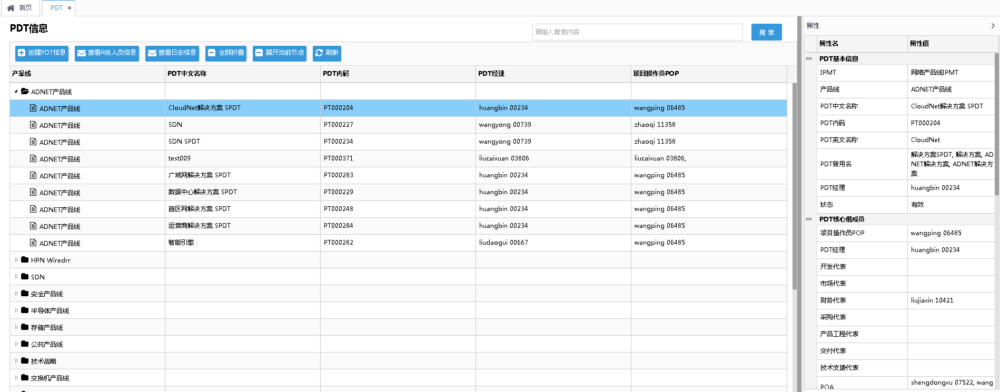 首页
PDT
PDT信息
请输入搜索内容
搜 索
创建PDT信息
查看R级人员信息
查看日志信息
全部折叠
展开当前节点
刷新
产品线 PDT中文名称 PDT内码 PDT经理 项目操作员POP
ADNET产品线
ADNET产品线 CloudNet解决方案 SPDT PT000204 huangbin 00234 wangping 06485
ADNET产品线 SDN PT000227 wangyong 00739 zhaoqi 11358
ADNET产品线 SDN SPDT PT000234 wangyong 00739 zhaoqi 11358
ADNET产品线 test009 PT000371 liucaixuan 03806 liucaixuan 03806,
ADNET产品线 广域网解决方案 SPDT PT000283 huangbin 00234 wangping 06485
ADNET产品线 数据中心解决方案 SPDT PT000229 huangbin 00234 wangping 06485
ADNET产品线 园区网解决方案 SPDT PT000248 huangbin 00234 wangping 06485
ADNET产品线 运营商解决方案 SPDT PT000284 huangbin 00234 wangping 06485
ADNET产品线 智能引擎 PT000282 liudaogui 00667 wangping 06485
HPN Wiredrr
SDN
安全产品线
半导体产品线
存储产品线
公共产品线
技术战略
交换机产品线
属性
属性名 属性值
PDT基本信息
IPMT 网络产品线IPMT
产品线 ADNET产品线
PDT中文名称 CloudNet解决方案 SPDT
PDT内码 PT000204
PDT英文名称 CloudNet
PDT曾用名 解决方案SPDT, 解决方案, AD
NET解决方案, ADNET解决方
案
PDT经理 huangbin 00234
状态 有效
PDT核心组成员
项目操作员POP wangping 06485
PDT经理 huangbin 00234
开发代表
市场代表
财务代表 liujiaxin 10421
采购代表
产品工程代表
交付代表
技术支援代表
POA shengdongxu 07522, wang